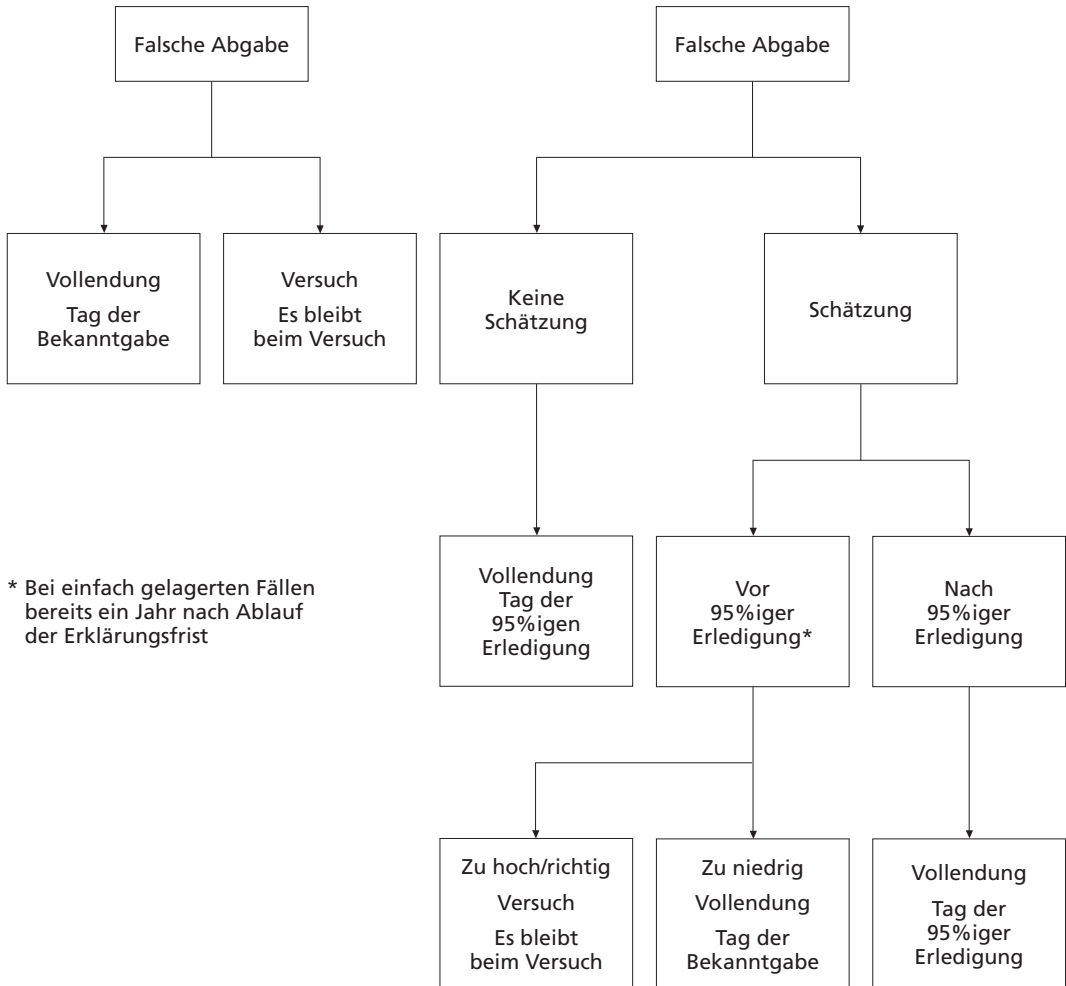 Falsche Abgabe
Falsche Abgabe
Vollendung
Tag der
Bekanntgabe
Versuch
Es bleibt
beim Versuch
Keine
Schätzung
Schätzung
* Bei einfach gelagerten Fällen
bereits ein Jahr nach Ablauf
der Erklärungsfrist
Vollendung
Tag der
95%igen
Erledigung
Vor
95%iger
Erledigung*
Nach
95%iger
Erledigung
Zu hoch/richtig
Versuch
Es bleibt
beim Versuch
Zu niedrig
Vollendung
Tag der
Bekanntgabe
Vollendung
Tag der
95%iger
Erledigung